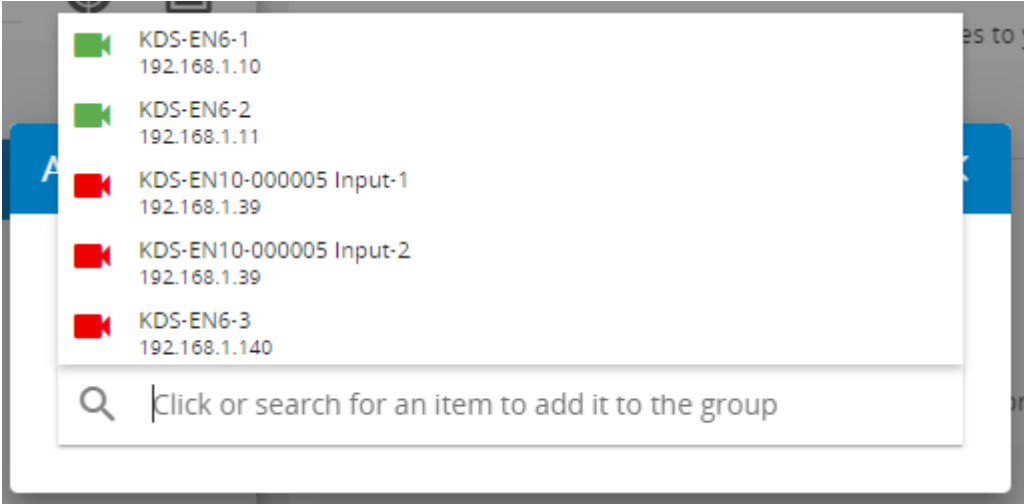 es to
KDS-EN6-1
192.168.1.10
KDS-EN6-2
192.168.1.11
KDS-EN10-000005 Input-1
192.168.1.39
KDS-EN10-000005 Input-2
192.168.1.39
KDS-EN6-3
192.168.1.140
Click or search for an item to add it to the group